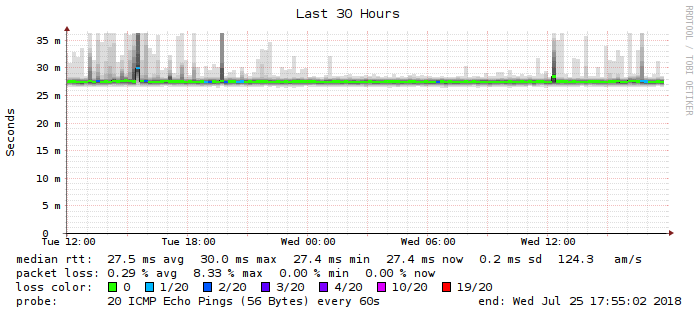 Last 30 Hours
RRDTOOL / TOBI OETIKER
Seconds
35 m
30 m
25 m
20 m
15 m
10 m
5 m
0
Tue 12:00 Tue 18:00 Wed 00:00 Wed 06:00 Wed 12:00
median rtt: 27.5 ms avg 30.0 ms max 27.4 ms min 27.4 ms now 0.2 ms sd 124.3 am/s
packet loss: 0.29 % avg 8.33 % max 0.00 % min 0.00 % now
loss color: 0 1/20 2/20 3/20 4/20 10/20 19/20
probe: 20 ICMP Echo Pings (56 Bytes) every 60s end: Wed Jul 25 17:55:02 2018